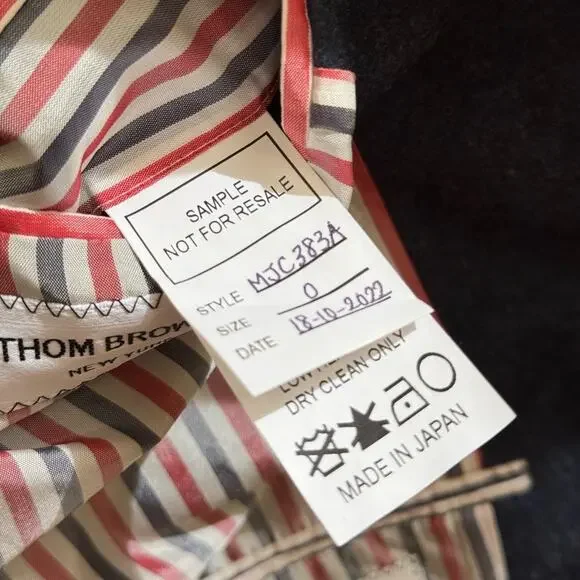 SAMPLE
NOT FOR RESALE
STYLE MJC383A
SIZE 0
DATE 18-10-2022
THOM BROW
NEW YORK
DRY CLEAN ONLY
MADE IN JAPAN